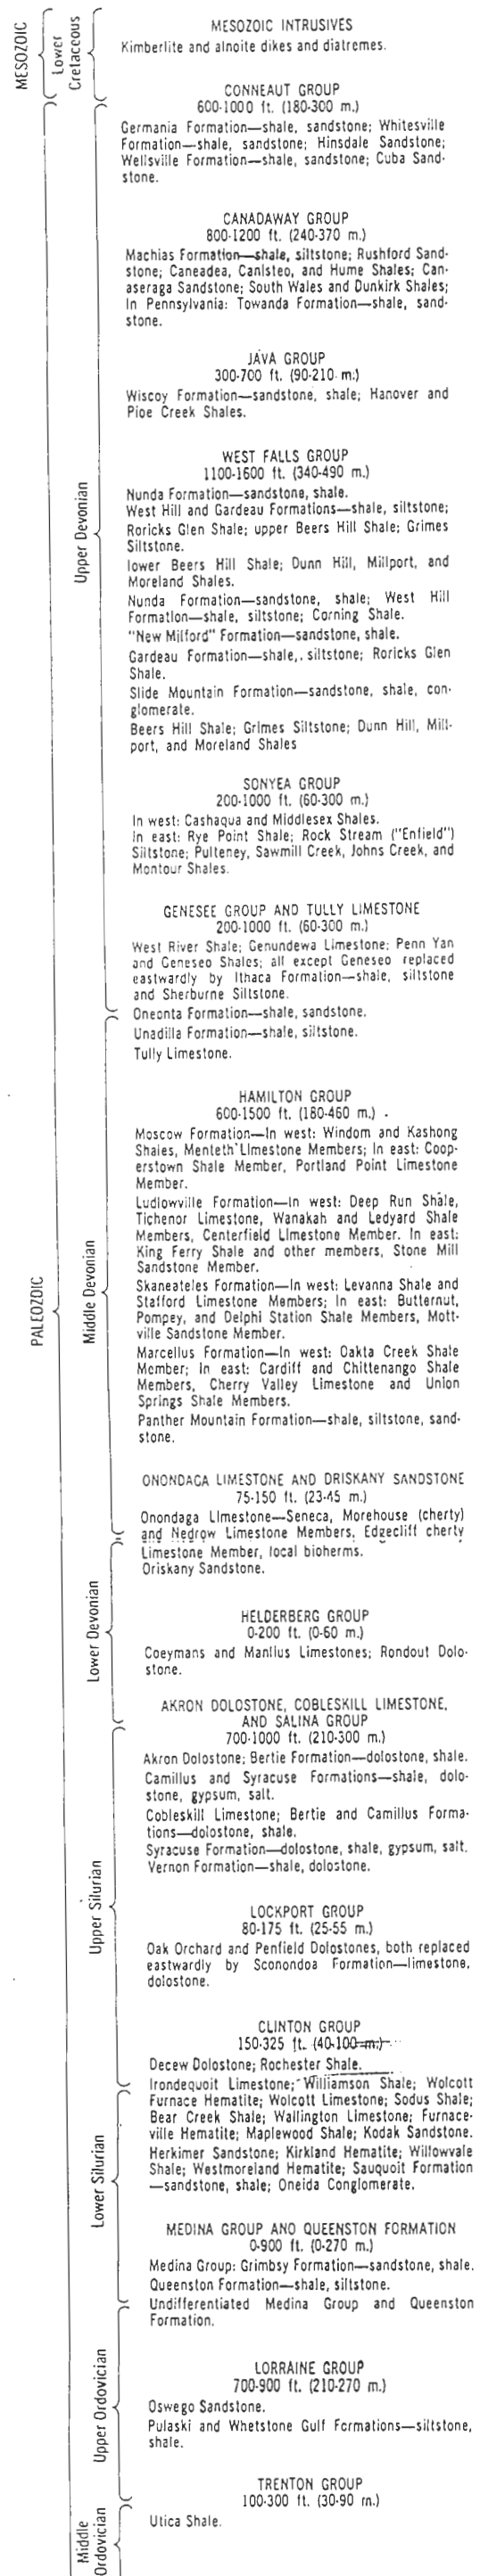 MESOZOIC
Lower
Cretaceous
MESOZOIC INTRUSIVES
Kimberlite and alnoite dikes and diatremes.
PALEOZOIC
Upper Devonian
CONNEAUT GROUP
600-1000 ft. (180-300 m.)
Germania Formation—shale, sandstone; Whitesville
Formation—shale, sandstone; Hinsdale Sandstone;
Wellsville Formation—shale, sandstone; Cuba Sand-
stone.
CANADAWAY GROUP
800-1200 ft. (240-370 m.)
Machias Formation—shale, siltstone; Rushford Sand-
stone; Caneadea, Canisteo, and Hume Shales; Can-
aseraga Sandstone; South Wales and Dunkirk Shales;
In Pennsylvania: Towanda Formation—shale, sand-
stone.
JAVA GROUP
300-700 ft. (90-210 m.)
Wiscoy Formation—sandstone, shale; Hanover and
Pipe Creek Shales.
WEST FALLS GROUP
1100-1600 ft. (340-490 m.)
Nunda Formation—sandstone, shale.
West Hill and Gardeau Formations—shale, siltstone;
Roricks Glen Shale; upper Beers Hill Shale; Grimes
Siltstone.
lower Beers Hill Shale; Dunn Hill, Millport, and
Moreland Shales.
Nunda Formation—sandstone, shale; West Hill
Formation—shale, siltstone; Corning Shale.
"New Milford" Formation—sandstone, shale.
Gardeau Formation—shale, siltstone; Roricks Glen
Shale.
Slide Mountain Formation—sandstone, shale, con-
glomerate.
Beers Hill Shale; Grimes Siltstone; Dunn Hill, Mill-
port, and Moreland Shales
SONYEA GROUP
200-1000 ft. (60-300 m.)
In west: Cashaqua and Middlesex Shales.
In east: Rye Point Shale; Rock Stream ("Enfield")
Siltstone; Pulteney, Sawmill Creek, Johns Creek, and
Montour Shales.
GENESEE GROUP AND TULLY LIMESTONE
200-1000 ft. (60-300 m.)
West River Shale; Genundewa Limestone; Penn Yan
and Geneseo Shales; all except Geneseo replaced
eastwardly by Ithaca Formation—shale, siltstone
and Sherburne Siltstone.
Middle Devonian
Oneonta Formation—shale, sandstone.
Unadilla Formation—shale, siltstone.
Tully Limestone.
HAMILTON GROUP
600-1500 ft. (180-460 m.)
Moscow Formation—In west: Windom and Kashong
Shales, Menteth Limestone Members; In east: Coop-
erstown Shale Member, Portland Point Limestone
Member.
Ludlowville Formation—In west: Deep Run Shale,
Tichenor Limestone, Wanakah and Ledyard Shale
Members, Centerfield Limestone Member. In east:
King Ferry Shale and other members, Stone Mill
Sandstone Member.
Skaneateles Formation—In west: Levanna Shale and
Stafford Limestone Members; In east: Butternut,
Pompey, and Delphi Station Shale Members, Mott-
ville Sandstone Member.
Marcellus Formation—In west: Oakta Creek Shale
Member; In east: Cardiff and Chittenango Shale
Members, Cherry Valley Limestone and Union
Springs Shale Members.
Panther Mountain Formation—shale, siltstone, sand-
stone.
ONONDAGA LIMESTONE AND ORISKANY SANDSTONE
75-150 ft. (23-45 m.)
Onondaga Limestone—Seneca, Morehouse (cherty)
and Nedrow Limestone Members, Edgecliff cherty
Limestone Member, local bioherms.
Oriskany Sandstone.
Lower Devonian
HELDERBERG GROUP
0-200 ft. (0-60 m.)
Coeymans and Manlius Limestones; Rondout Dolo-
stone.
AKRON DOLOSTONE, COBLESKILL LIMESTONE,
AND SALINA GROUP
700-1000 ft. (210-300 m.)
Upper Silurian
Akron Dolostone; Bertie Formation—dolostone, shale.
Camillus and Syracuse Formations—shale, dolo-
stone, gypsum, salt.
Cobleskill Limestone; Bertie and Camillus Forma-
tions—dolostone, shale.
Syracuse Formation—dolostone, shale, gypsum, salt.
Vernon Formation—shale, dolostone.
LOCKPORT GROUP
80-175 ft. (25-55 m.)
Oak Orchard and Penfield Dolostones, both replaced
eastwardly by Sconondoa Formation—limestone,
dolostone.
CLINTON GROUP
150-325 ft. (40-100 m.)
Decew Dolostone; Rochester Shale.
Lower Silurian
Irondequoit Limestone; Williamson Shale; Wolcott
Furnace Hematite; Wolcott Limestone; Sodus Shale;
Bear Creek Shale; Wallington Limestone; Furnace-
ville Hematite; Maplewood Shale; Kodak Sandstone.
Herkimer Sandstone; Kirkland Hematite; Willowvale
Shale; Westmoreland Hematite; Sauquoit Formation
—sandstone, shale; Oneida Conglomerate.
MEDINA GROUP AND QUEENSTON FORMATION
0-900 ft. (0-270 m.)
Medina Group: Grimbsy Formation—sandstone, shale.
Queenston Formation—shale, siltstone.
Undifferentiated Medina Group and Queenston
Formation.
Upper Ordovician
LORRAINE GROUP
700-900 ft. (210-270 m.)
Oswego Sandstone.
Pulaski and Whetstone Gulf Formations—siltstone,
shale.
TRENTON GROUP
100-300 ft. (30-90 m.)
Middle
Ordovician
Utica Shale.